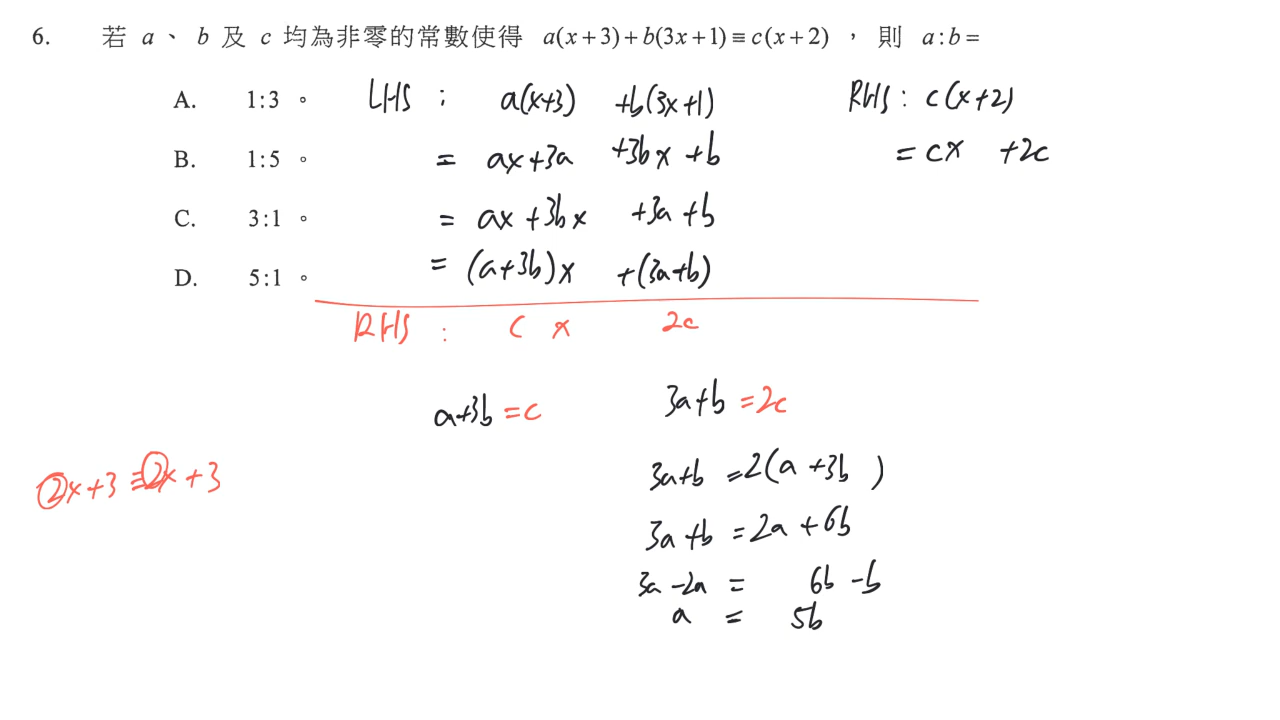 6. 若 a、b 及 c 均為非零的常數使得 a(x+3)+b(3x+1)≡c(x+2)，則 a:b=
A. 1:3。 LHS : a(x+3) +b(3x+1) RHS : c(x+2)
B. 1:5。 = ax+3a +3bx +b = cx +2c
C. 3:1。 = ax +3bx +3a +b
D. 5:1。 = (a+3b)x +(3a+b)
RHS : c x 2c
a+3b =c 3a+b =2c
2x+3 ≡2x+3 3a+b =2(a+3b)
3a+b =2a+6b
3a-2a = 6b-b
a = 5b